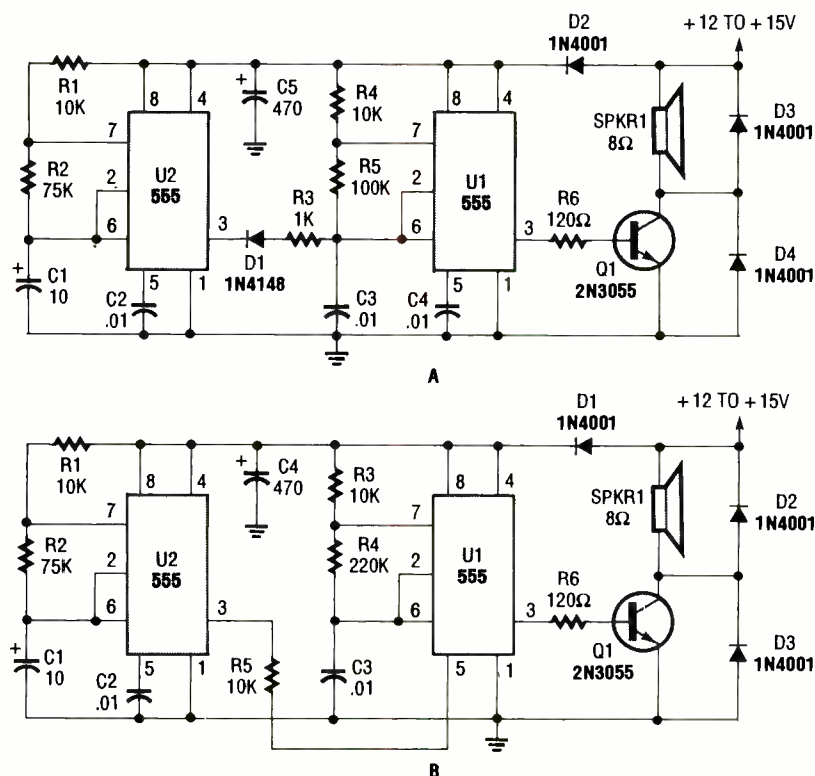 +12 TO +15V
D2
1N4001
R1
10K
C5
470
R4
10K
SPKR1
8Ω
D3
1N4001
8
4
8
4
7
7
R2
75K
U2
555
2
R5
100K
U1
555
2
R3
1K
R6
120Ω
6
3
6
3
D1
1N4148
Q1
2N3055
D4
1N4001
C1
10
C2
.01
5
1
C3
.01
C4
.01
5
1
A
+12 TO +15V
D1
1N4001
R1
10K
C4
470
R3
10K
SPKR1
8Ω
D2
1N4001
8
4
8
4
7
7
R2
75K
U2
555
2
R4
220K
U1
555
2
R6
120Ω
6
3
6
3
Q1
2N3055
D3
1N4001
C1
10
C2
.01
5
1
R5
10K
C3
.01
5
1
B